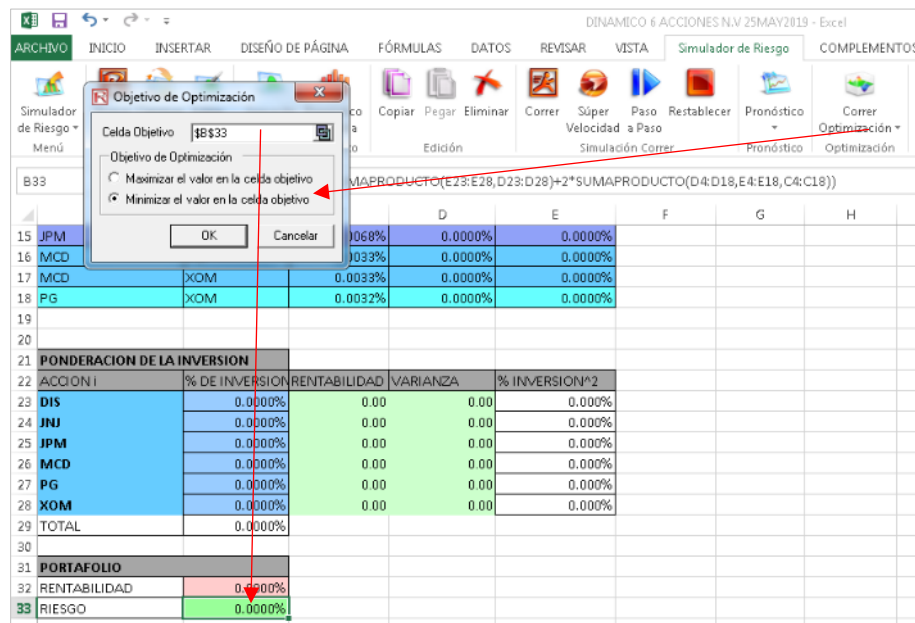 DINAMICO 6 ACCIONES N.V 25MAY2019 - Excel
ARCHIVO INICIO INSERTAR DISEÑO DE PÁGINA FÓRMULAS DATOS REVISAR VISTA Simulador de Riesgo COMPLEMENTOS
Simulador de Riesgo
Copiar Pegar Eliminar
Correr Súper Velocidad Paso a Paso Restablecer
Pronóstico
Correr Optimización
Menú Edición Simulación Correr Pronóstico Optimización
Objetivo de Optimización
Celda Objetivo $B$33
Objetivo de Optimización
Maximizar el valor en la celda objetivo
Minimizar el valor en la celda objetivo
OK Cancelar
B33 MAPRODUCTO(E23:E28,D23:D28)+2*SUMAPRODUCTO(D4:D18,E4:E18,C4:C18))
D E F G H
15 JPM 0068% 0.0000% 0.0000%
16 MCD 0033% 0.0000% 0.0000%
17 MCD XOM 0.0033% 0.0000% 0.0000%
18 PG XOM 0.0032% 0.0000% 0.0000%
19
20
21 PONDERACION DE LA INVERSION
22 ACCION i % DE INVERSION RENTABILIDAD VARIANZA % INVERSION^2
23 DIS 0.0000% 0.00 0.00 0.000%
24 JNJ 0.0000% 0.00 0.00 0.000%
25 JPM 0.0000% 0.00 0.00 0.000%
26 MCD 0.0000% 0.00 0.00 0.000%
27 PG 0.0000% 0.00 0.00 0.000%
28 XOM 0.0000% 0.00 0.00 0.000%
29 TOTAL 0.0000%
30
31 PORTAFOLIO
32 RENTABILIDAD 0.0000%
33 RIESGO 0.0000%